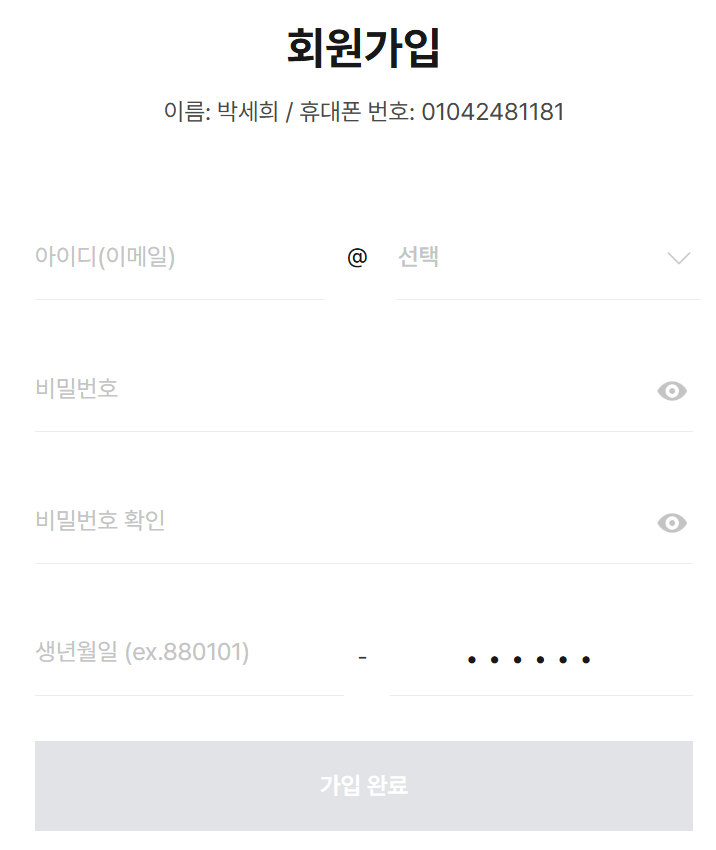 회원가입
이름: 박세희 / 휴대폰 번호: 01042481181
아이디(이메일) @ 선택
비밀번호
비밀번호 확인
생년월일 (ex.880101) - ••••••
가입 완료